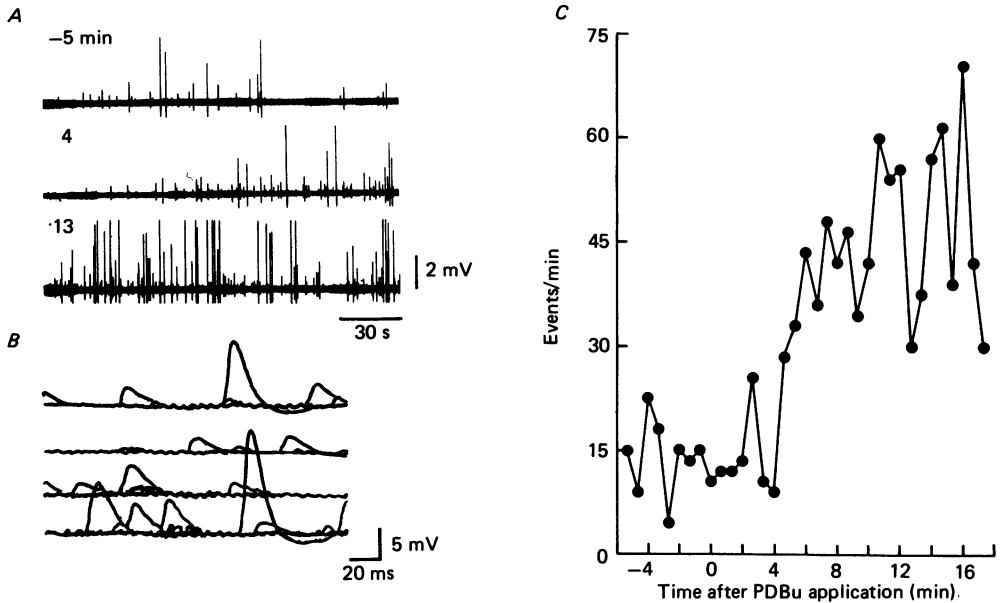 A
−5 min
4
·13
2 mV
30 s
B
5 mV
20 ms
C
75
60
45
30
15
0
Events/min
−4 0 4 8 12 16
Time after PDBu application (min).